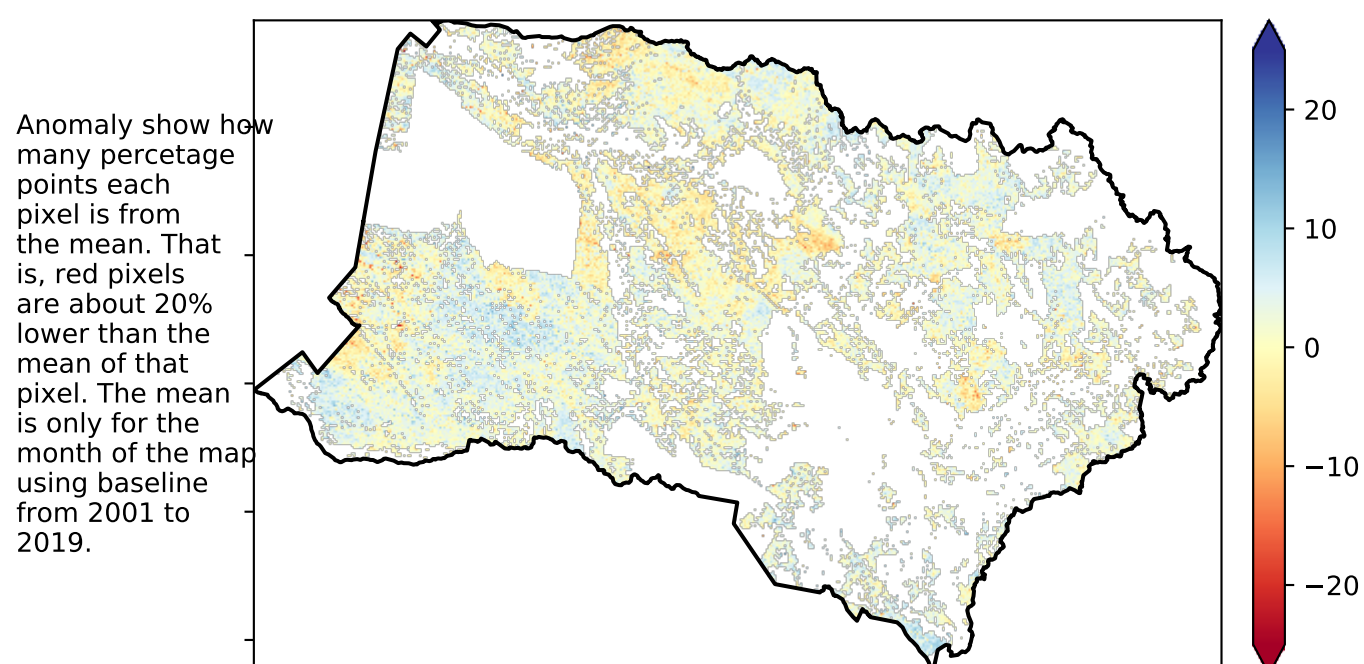 Anomaly show how
many percetage
points each
pixel is from
the mean. That
is, red pixels
are about 20%
lower than the
mean of that
pixel. The mean
is only for the
month of the map
using baseline
from 2001 to
2019.
20
10
0
−10
−20